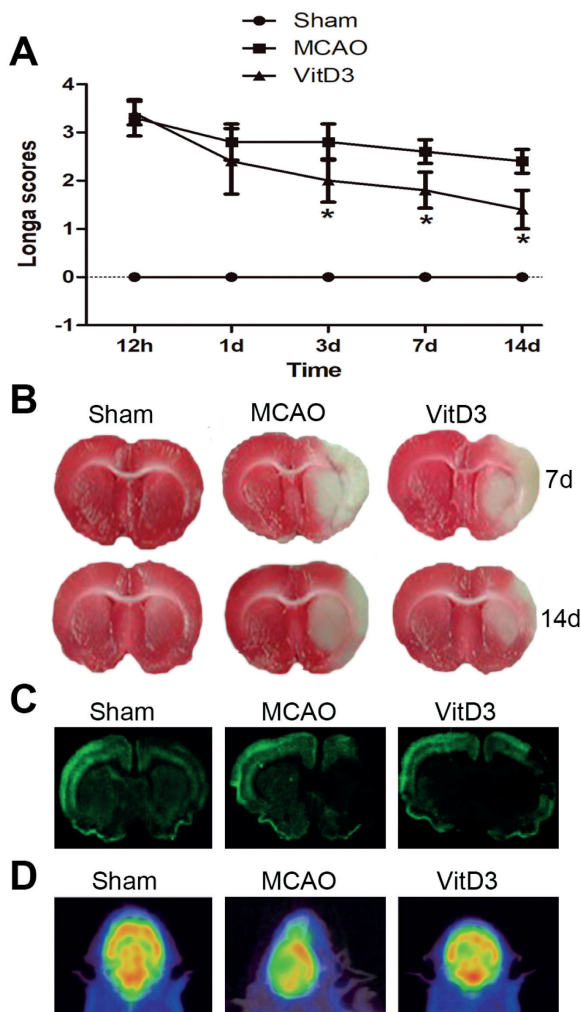 Sham
MCAO
VitD3
A
4
3
2
1
0
-1
Longa scores
* * *
12h 1d 3d 7d 14d
Time
B
Sham MCAO VitD3
7d
14d
C
Sham MCAO VitD3
D
Sham MCAO VitD3